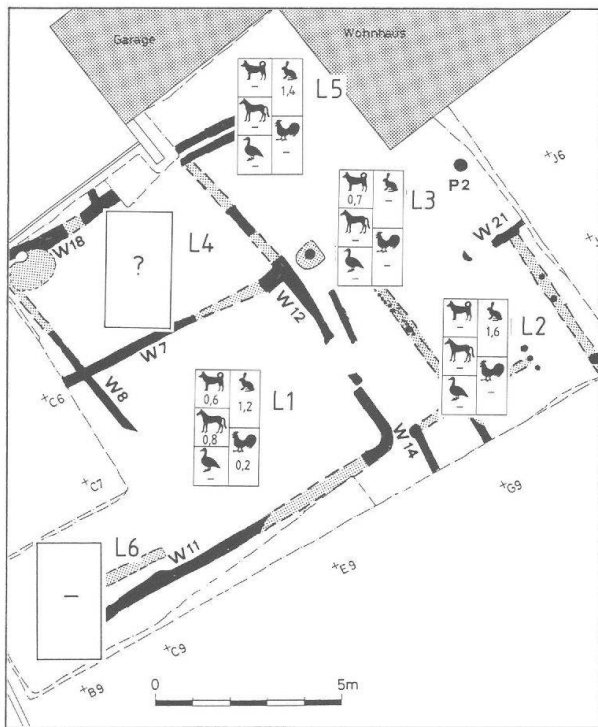 Garage
Wohnhaus
L5
– 1,4
–
– –
J6
P2
L3
0,7 –
–
– –
W21
W18
L4
?
W12
L2
– 1,6
–
– –
W7
C6
W8
L1
0,6 1,2
0,8
– 0,2
W14
C7
G9
L6
W11
–
E9
C9
B9
0 5m